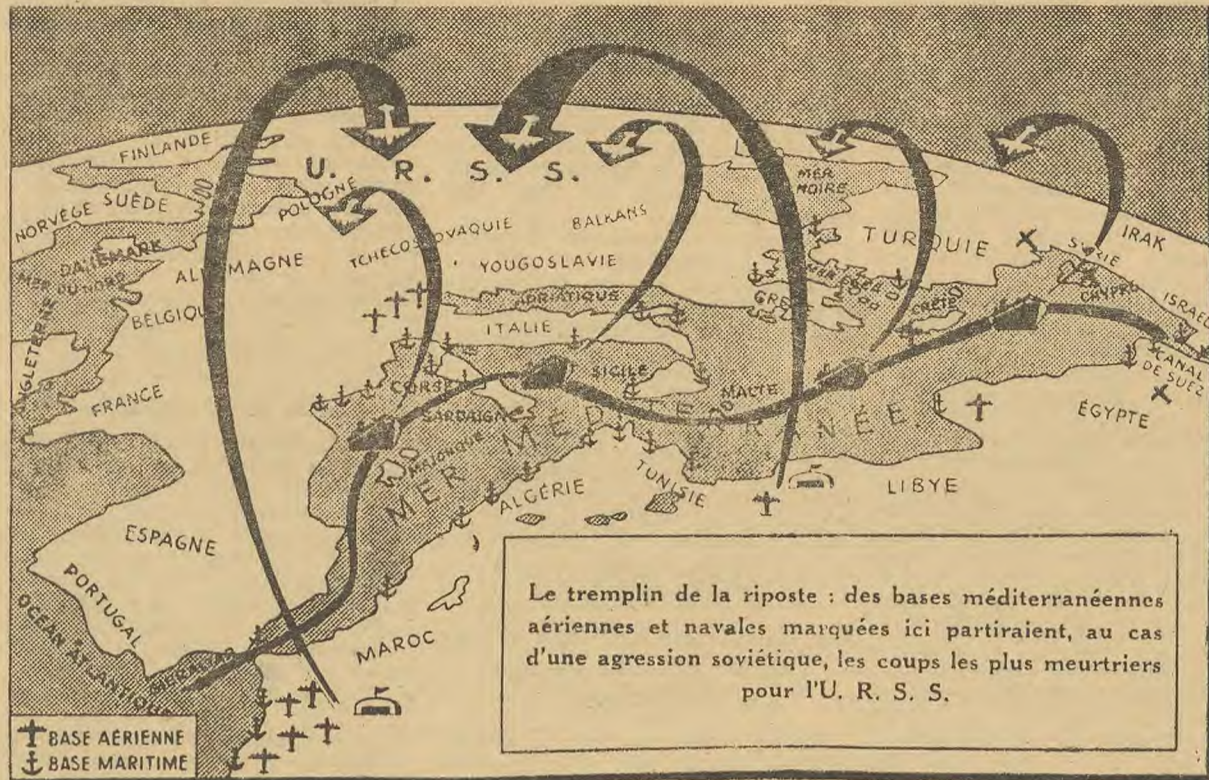 FINLANDE
U. R. S. S.
NORVÈGE
SUÈDE
POLOGNE
MER NOIRE
DANEMARK
MER DU NORD
ALLEMAGNE
TCHECOSLOVAQUIE
BALKANS
TURQUIE
SYRIE
IRAK
YOUGOSLAVIE
BELGIQUE
ADRIATIQUE
ITALIE
CRÈTE
ISRAEL
ANGLETERRE
FRANCE
CORSE
SICILE
MALTE
CANAL
DE SUEZ
SARDAIGNE
MAJORQUE
MER MÉDITERRANÉE
ÉGYPTE
ALGÉRIE
TUNISIE
LIBYE
ESPAGNE
PORTUGAL
OCÉAN ATLANTIQUE
MAROC
Le tremplin de la riposte : des bases méditerranéennes
aériennes et navales marquées ici partiraient, au cas
d'une agression soviétique, les coups les plus meurtriers
pour l'U. R. S. S.
BASE AÉRIENNE
BASE MARITIME